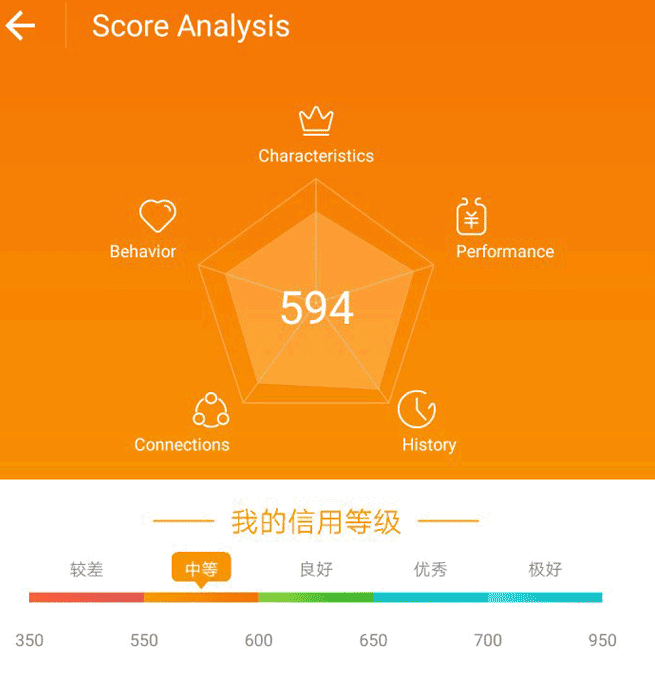 Score Analysis
Characteristics
Behavior
Performance
594
Connections
History
我的信用等级
较差 中等 良好 优秀 极好
350 550 600 650 700 950